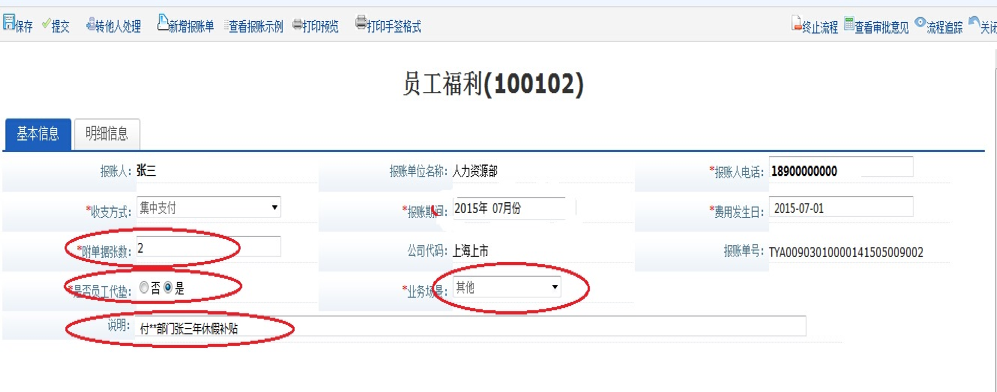 保存 提交 转他人处理 新增报账单 查看报账示例 打印预览 打印手签格式 终止流程 查看审批意见 流程追踪 关闭
员工福利(100102)
基本信息 明细信息
报账人: 张三 报账单位名称: 人力资源部 *报账人电话: 18900000000
*收支方式: 集中支付 *报账期间: 2015年 07月份 *费用发生日: 2015-07-01
*附单据张数: 2 公司代码: 上海上市 报账单号: TYA00903010000141505009002
*是否员工代垫: 否 是 *业务场景: 其他
说明: 付**部门张三年休假补贴